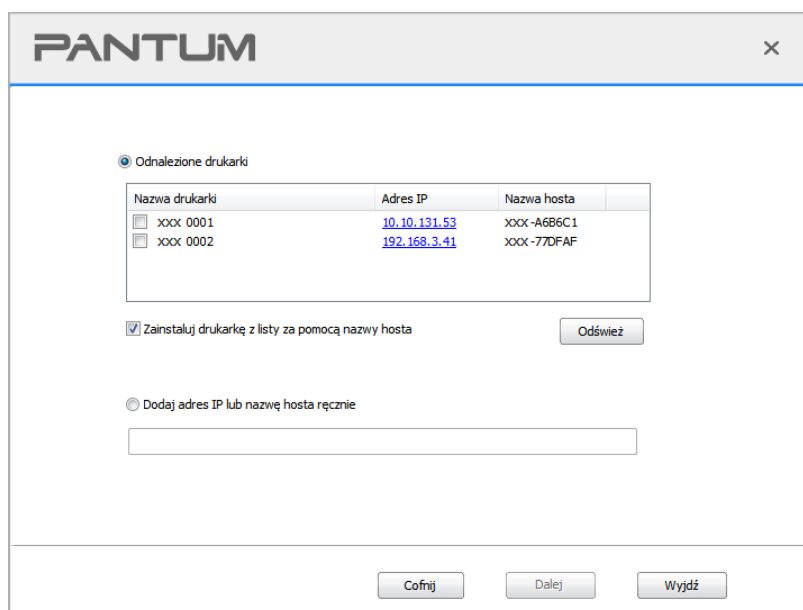 PANTUM
Odnalezione drukarki
Nazwa drukarki Adres IP Nazwa hosta
xxx 0001 10.10.131.53 xxx-A6B6C1
xxx 0002 192.168.3.41 xxx-77DFAF
Zainstaluj drukarkę z listy za pomocą nazwy hosta Odśwież
Dodaj adres IP lub nazwę hosta ręcznie
Cofnij Dalej Wyjdź